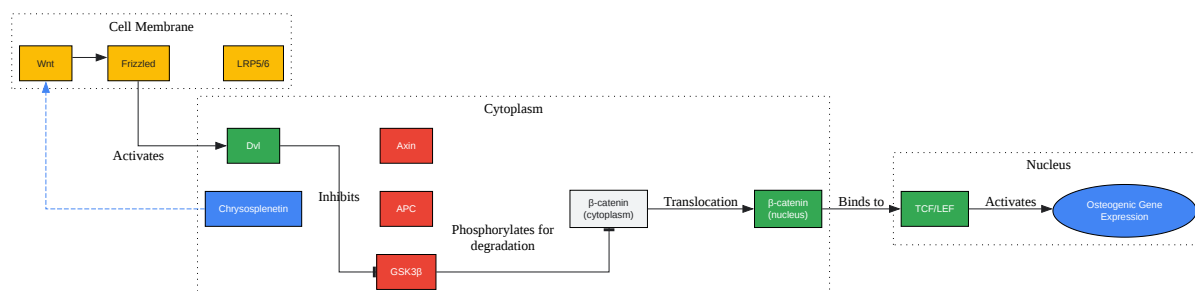 Cell Membrane
Wnt
Frizzled
LRP5/6
Cytoplasm
Activates
Dvl
Axin
Inhibits
Chrysosplenetin
APC
GSK3β
Phosphorylates for
degradation
β-catenin
(cytoplasm)
Translocation
β-catenin
(nucleus)
Binds to
Nucleus
TCF/LEF
Activates
Osteogenic Gene
Expression